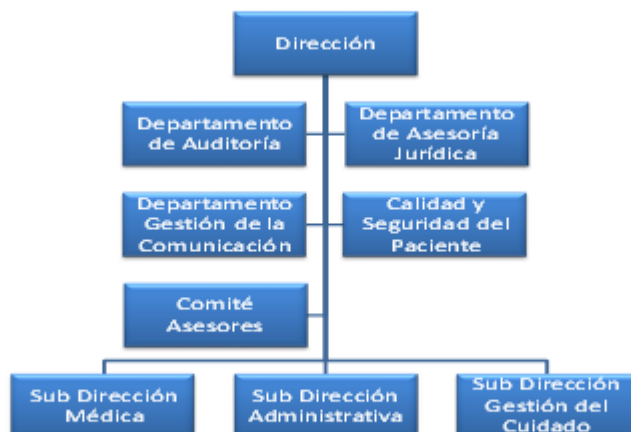 Dirección
Departamento
de Auditoría
Departamento
de Asesoría
Jurídica
Departamento
Gestión de la
Comunicación
Calidad y
Seguridad del
Paciente
Comité
Asesores
Sub Dirección
Médica
Sub Dirección
Administrativa
Sub Dirección
Gestión del
Cuidado